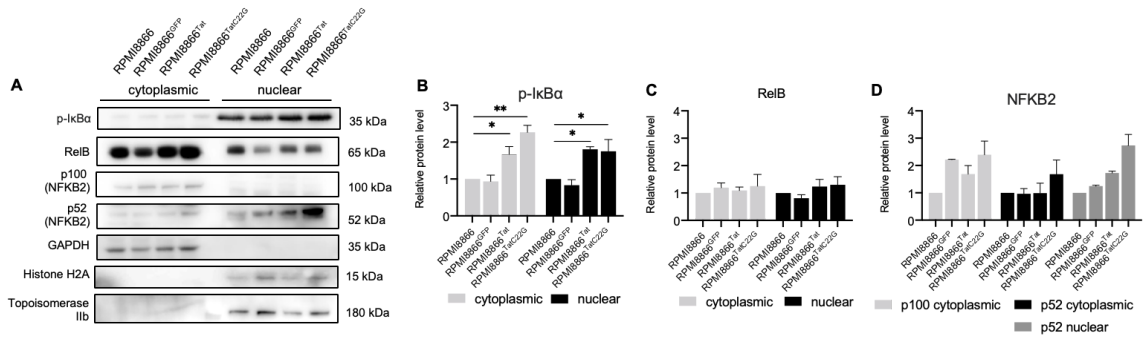 A
RPMI8866
RPMI8866GFP
RPMI8866Tat
RPMI8866TatC22G
RPMI8866
RPMI8866GFP
RPMI8866Tat
RPMI8866TatC22G
cytoplasmic
nuclear
p-IκBα
35 kDa
RelB
65 kDa
p100
(NFKB2)
100 kDa
p52
(NFKB2)
52 kDa
GAPDH
35 kDa
Histone H2A
15 kDa
Topoisomerase
IIb
180 kDa
B
p-IκBα
Relative protein level
3
2
1
0
**
*
*
*
RPMI8866
RPMI8866GFP
RPMI8866Tat
RPMI8866TatC22G
RPMI8866
RPMI8866GFP
RPMI8866Tat
RPMI8866TatC22G
cytoplasmic
nuclear
C
RelB
Relative protein level
4
3
2
1
0
RPMI8866
RPMI8866GFP
RPMI8866Tat
RPMI8866TatC22G
RPMI8866
RPMI8866GFP
RPMI8866Tat
RPMI8866TatC22G
cytoplasmic
nuclear
D
NFKB2
Relative protein level
4
3
2
1
0
RPMI8866
RPMI8866GFP
RPMI8866Tat
RPMI8866TatC22G
RPMI8866
RPMI8866GFP
RPMI8866Tat
RPMI8866TatC22G
RPMI8866
RPMI8866GFP
RPMI8866Tat
RPMI8866TatC22G
p100 cytoplasmic
p52 cytoplasmic
p52 nuclear